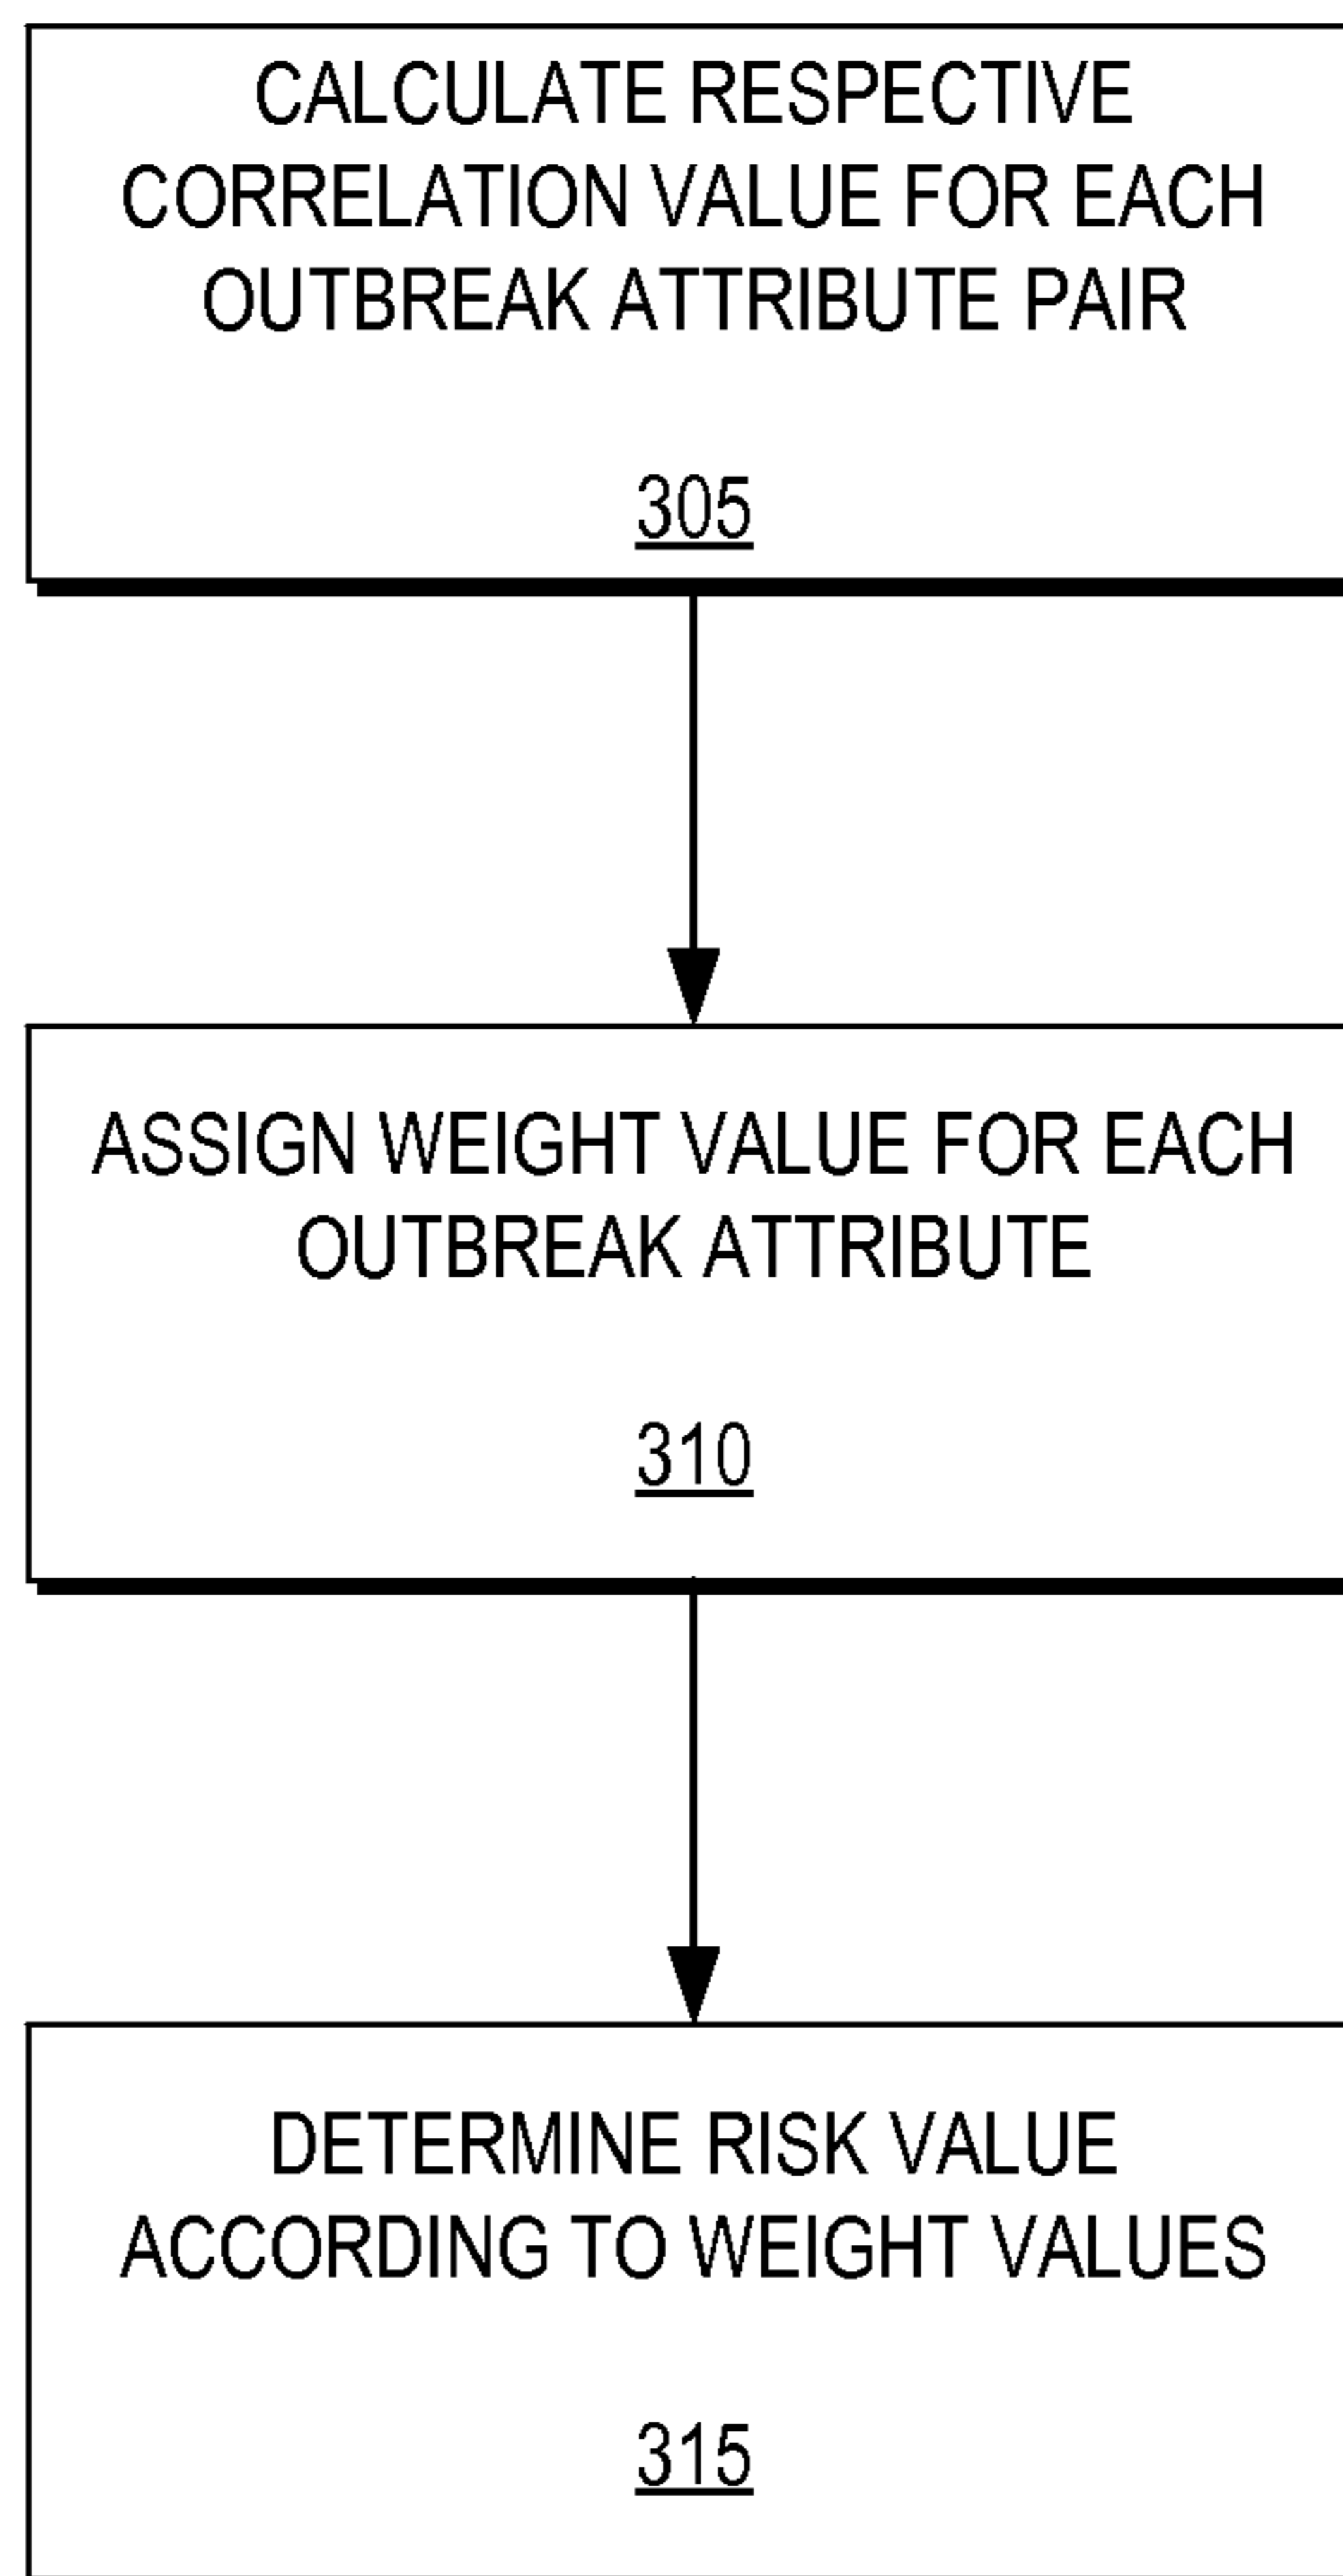 CALCULATE RESPECTIVE
CORRELATION VALUE FOR EACH
OUTBREAK ATTRIBUTE PAIR
305
ASSIGN WEIGHT VALUE FOR EACH
OUTBREAK ATTRIBUTE
310
DETERMINE RISK VALUE
ACCORDING TO WEIGHT VALUES
315